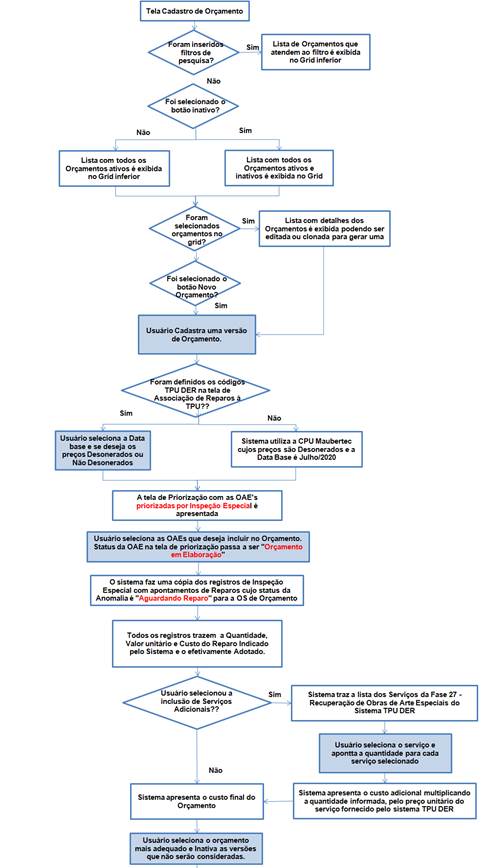 Tela Cadastro de Orçamento
Foram inseridos
filtros de
pesquisa?
Sim
Lista de Orçamentos que
atendem ao filtro é exibida
no Grid inferior
Não
Foi selecionado o
botão inativo?
Não
Sim
Lista com todos os
Orçamentos ativos é exibida
no Grid inferior
Lista com todos os
Orçamentos ativos e
inativos é exibida no Grid
Foram
selecionados
orçamentos no
grid?
Sim
Lista com detalhes dos
Orçamentos é exibida podendo ser
editada ou clonada para gerar uma
Foi selecionado o
botão Novo
Orçamento?
Sim
Usuário Cadastra uma versão
de Orçamento.
Foram definidos os códigos
TPU DER na tela de
Associação de Reparos à
TPU??
Sim
Não
Usuário seleciona a Data
base e se deseja os
preços Desonerados ou
Não Desonerados
Sistema utiliza a CPU Maubertec
cujos preços são Desonerados e a
Data Base é Julho/2020
A tela de Priorização com as OAE's
priorizadas por Inspeção Especial é
apresentada
Usuário seleciona as OAEs que deseja incluir no Orçamento.
Status da OAE na tela de priorização passa a ser "Orçamento
em Elaboração"
O sistema faz uma cópia dos registros de Inspeção
Especial com apontamentos de Reparos cujo status da
Anomalia é "Aguardando Reparo" para a OS de Orçamento
Todos os registros trazem a Quantidade,
Valor unitário e Custo do Reparo Indicado
pelo Sistema e o efetivamente Adotado.
Usuário selecionou a
inclusão de Serviços
Adicionais??
Sim
Sistema traz a lista dos Serviços da Fase 27 -
Recuperação de Obras de Arte Especiais do
Sistema TPU DER
Usuário seleciona o serviço e
apontta a quantidade para cada
serviço selecionado
Não
Sistema apresenta o custo final do
Orçamento
Sistema apresenta o custo adicional multiplicando
a quantidade informada, pelo preço unitário do
serviço fornecido pelo sistema TPU DER
Usuário seleciona o orçamento
mais adequado e Inativa as versões
que não serão consideradas.